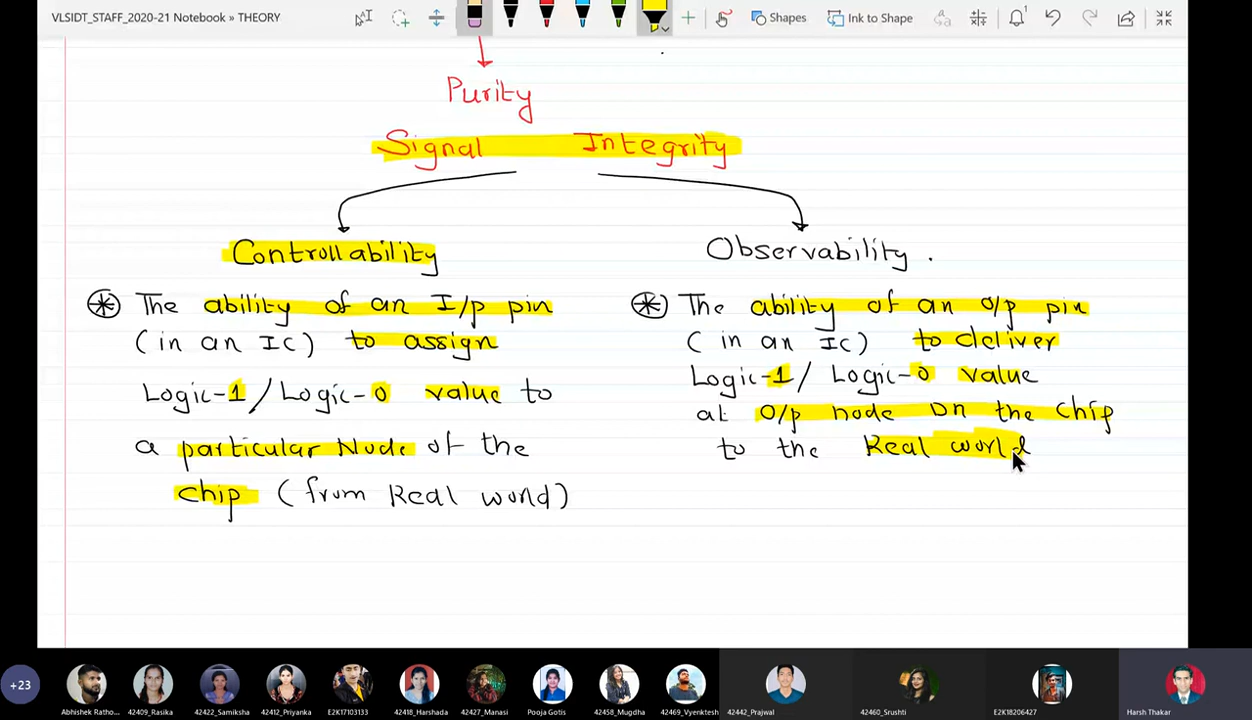 VLSIDT_STAFF_2020-21 Notebook » THEORY
Shapes
Ink to Shape
Purity
Signal Integrity
Controllability
The ability of an I/p pin
(in an IC) to assign
Logic-1/Logic-0 value to
a particular Node of the
chip (from Real world)
Observability.
The ability of an o/p pin
(in an IC) to deliver
Logic-1/ Logic-0 value
at o/p node on the chip
to the Real world
+23
Abhishek Ratho...
42409_Rasika
42422_Samiksha
42412_Priyanka
E2K17103133
42418_Harshada
42427_Manasi
Pooja Gotis
42458_Mugdha
42469_Venyktesh
42442_Prajwal
42460_Srushti
E2K18206427
Harsh Thakar